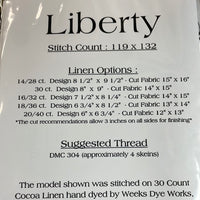 Liberty
Stitch Count : 119 x 132
Linen Options :
14/28 ct. Design 8 1/2" x 9 1/2" - Cut Fabric 15" x 16"
30 ct. Design 8" x 9" - Cut Fabric 14" x 15"
16/32 ct. Design 7 1/2" x 8 1/4" - Cut Fabric 14" x 15"
18/36 ct. Design 6 3/4" x 8 1/2" - Cut Fabric 13" x 14"
20/40 ct. Design 6" x 6 3/4" - Cut Fabric 12" x 13"
*The cut recommendations allow 3 inches on all sides for finishing*
Suggested Thread
DMC 304 (approximately 4 skeins)
The model shown was stitched on 30 Count
Cocoa Linen hand dyed by Weeks Dye Works,